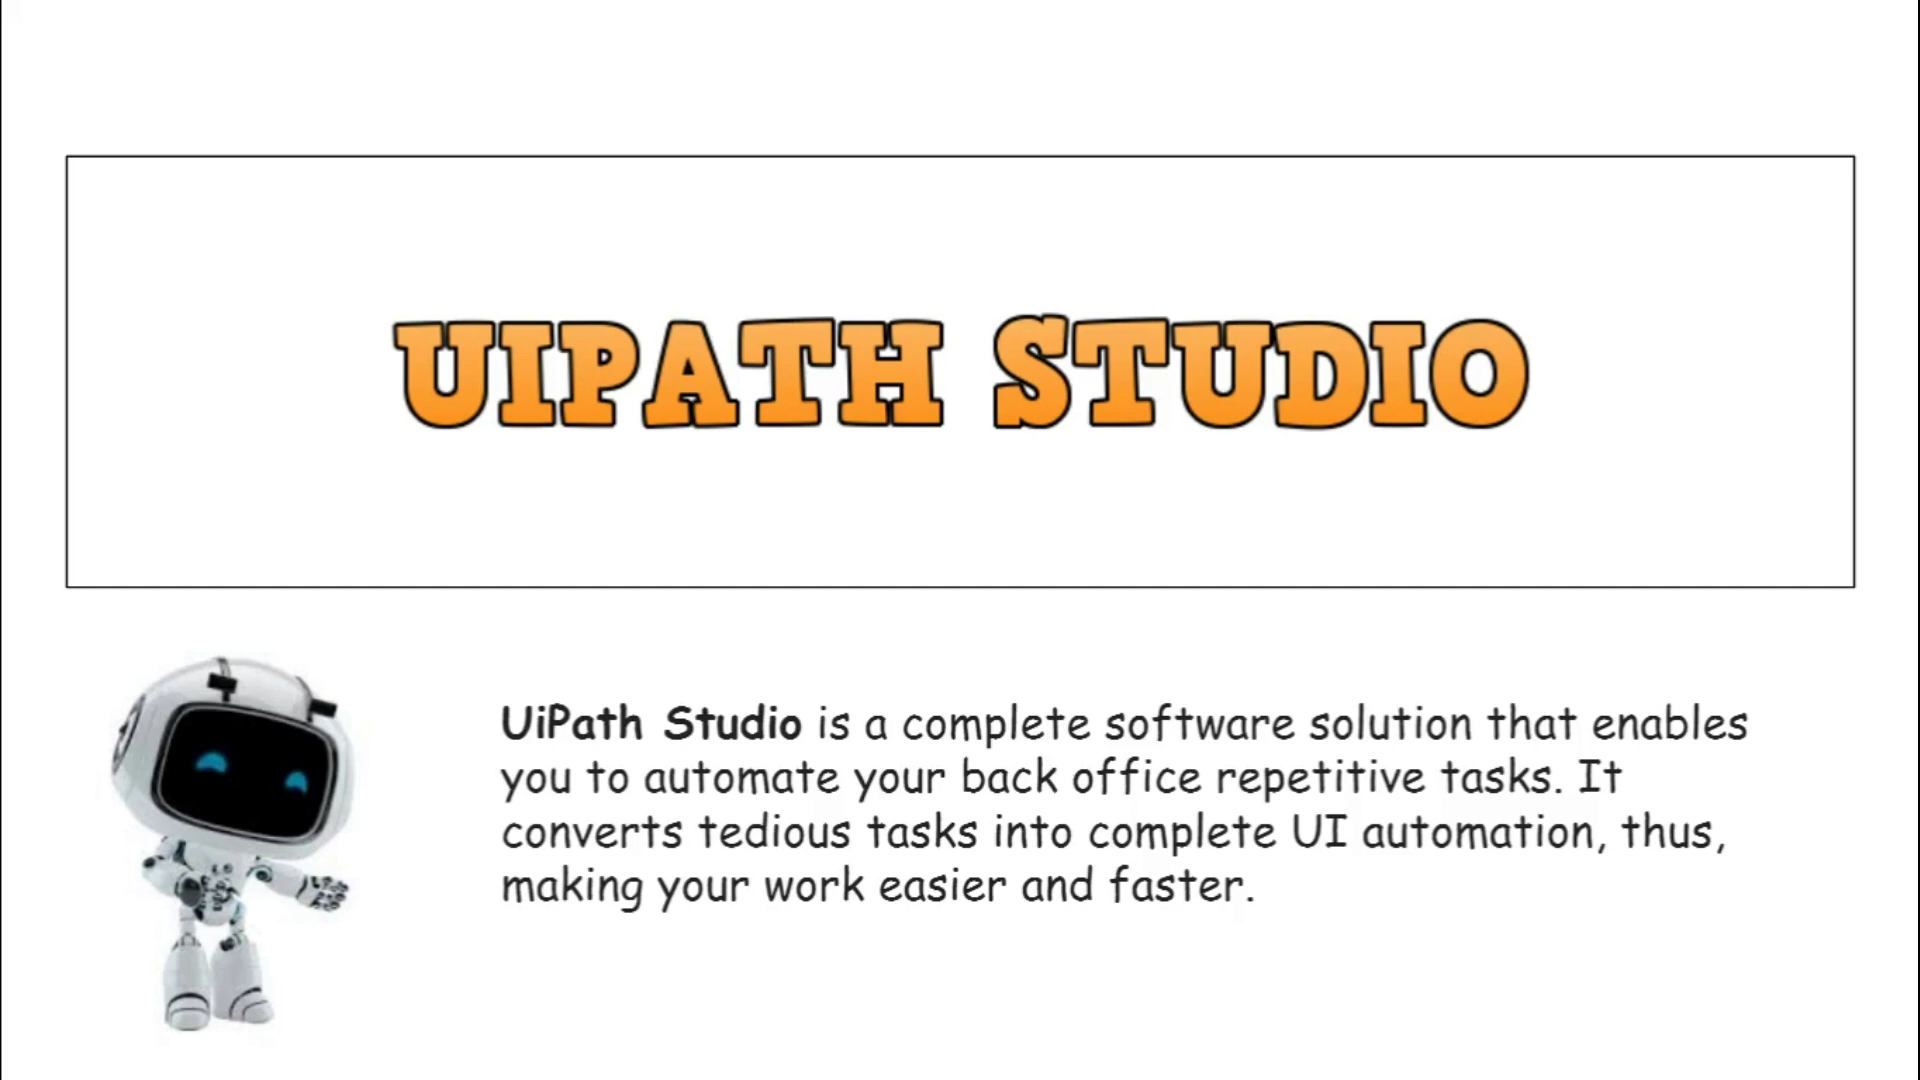 UIPATH STUDIO
UiPath Studio is a complete software solution that enables
you to automate your back office repetitive tasks. It
converts tedious tasks into complete UI automation, thus,
making your work easier and faster.